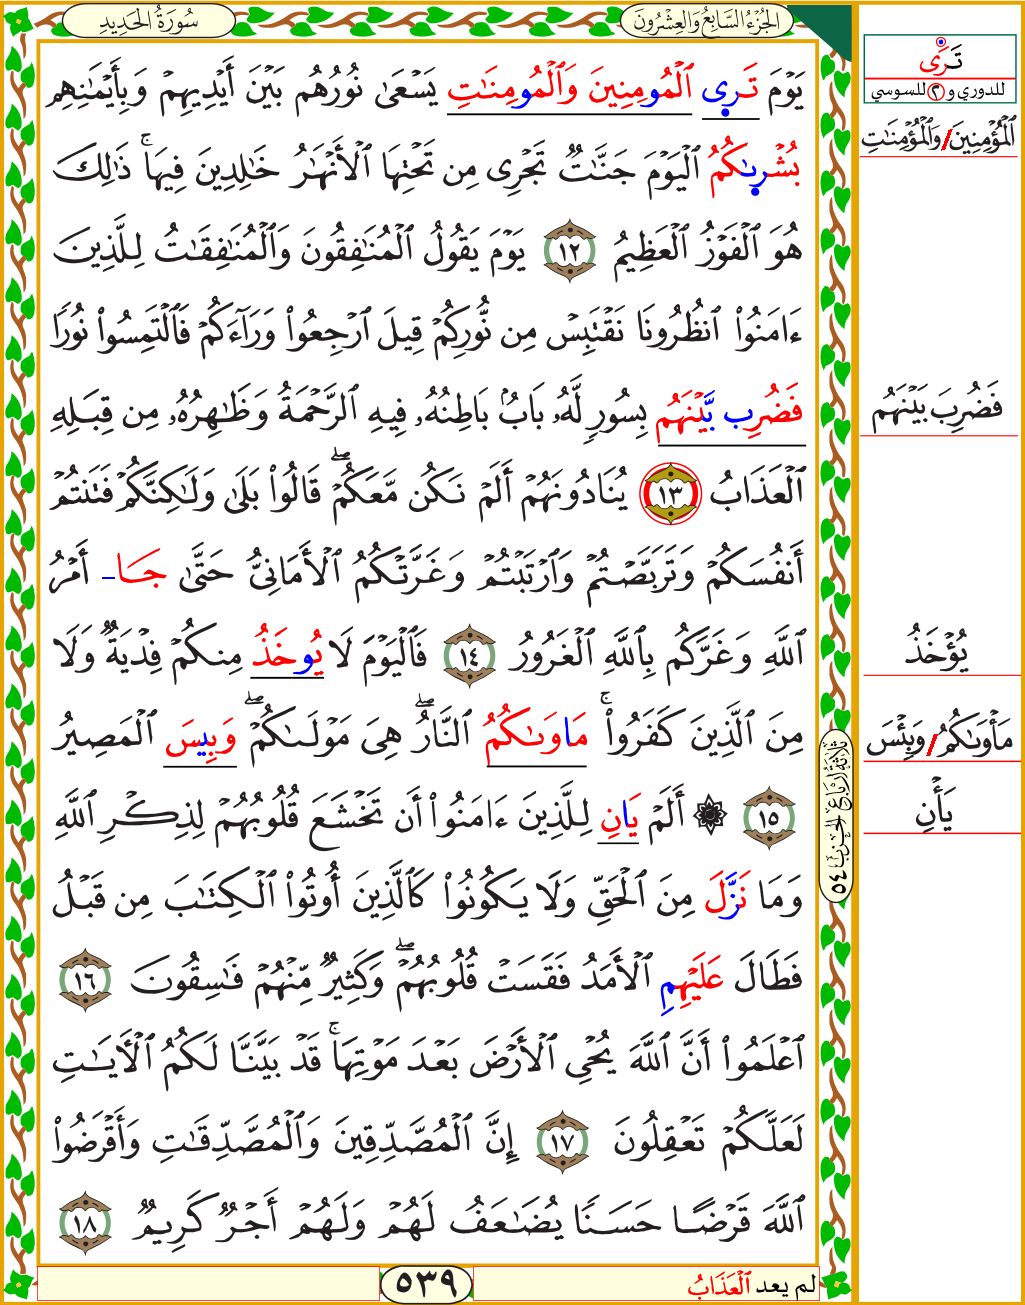 الجُزْءُ السَّابِعُ وَالعِشْرُونَ
سُورَةُ الحَدِيدِ
يَوْمَ تَرَى ٱلْمُومِنِينَ وَٱلْمُومِنَٰتِ يَسْعَىٰ نُورُهُم بَيْنَ أَيْدِيهِمْ وَبِأَيْمَٰنِهِم
بُشْرىٰكُمُ ٱلْيَوْمَ جَنَّٰتٌ تَجْرِى مِن تَحْتِهَا ٱلْأَنْهَٰرُ خَٰلِدِينَ فِيهَا ۚ ذَٰلِكَ
هُوَ ٱلْفَوْزُ ٱلْعَظِيمُ ١٢ يَوْمَ يَقُولُ ٱلْمُنَٰفِقُونَ وَٱلْمُنَٰفِقَٰتُ لِلَّذِينَ
ءَامَنُوا۟ ٱنظُرُونَا نَقْتَبِسْ مِن نُّورِكُمْ قِيلَ ٱرْجِعُوا۟ وَرَآءَكُمْ فَٱلْتَمِسُوا۟ نُورًا
فَضُرِب بَّيْنَهُم بِسُورٍ لَّهُۥ بَابٌۢ بَاطِنُهُۥ فِيهِ ٱلرَّحْمَةُ وَظَٰهِرُهُۥ مِن قِبَلِهِ
ٱلْعَذَابُ ١٣ يُنَادُونَهُمْ أَلَمْ نَكُن مَّعَكُمْ ۖ قَالُوا۟ بَلَىٰ وَلَٰكِنَّكُمْ فَتَنتُمْ
أَنفُسَكُمْ وَتَرَبَّصْتُمْ وَٱرْتَبْتُمْ وَغَرَّتْكُمُ ٱلْأَمَانِىُّ حَتَّىٰ جَا- أَمْرُ
ٱللَّهِ وَغَرَّكُم بِٱللَّهِ ٱلْغَرُورُ ١٤ فَٱلْيَوْمَ لَا يُوخَذُ مِنكُمْ فِدْيَةٌ وَلَا
مِنَ ٱلَّذِينَ كَفَرُوا۟ ۚ مَاوَىٰكُمُ ٱلنَّارُ ۖ هِىَ مَوْلَىٰكُمْ ۖ وَبِيسَ ٱلْمَصِيرُ
١٥ ۞ أَلَمْ يَانِ لِلَّذِينَ ءَامَنُوا۟ أَن تَخْشَعَ قُلُوبُهُمْ لِذِكْرِ ٱللَّهِ
وَمَا نَزَّلَ مِنَ ٱلْحَقِّ وَلَا يَكُونُوا۟ كَٱلَّذِينَ أُوتُوا۟ ٱلْكِتَٰبَ مِن قَبْلُ
فَطَالَ عَلَيْهِمِ ٱلْأَمَدُ فَقَسَتْ قُلُوبُهُمْ ۖ وَكَثِيرٌ مِّنْهُمْ فَٰسِقُونَ ١٦
ٱعْلَمُوا۟ أَنَّ ٱللَّهَ يُحْىِ ٱلْأَرْضَ بَعْدَ مَوْتِهَا ۚ قَدْ بَيَّنَّا لَكُمُ ٱلْأَيَٰتِ
لَعَلَّكُمْ تَعْقِلُونَ ١٧ إِنَّ ٱلْمُصَّدِّقِينَ وَٱلْمُصَّدِّقَٰتِ وَأَقْرَضُوا۟
ٱللَّهَ قَرْضًا حَسَنًا يُضَٰعَفُ لَهُمْ وَلَهُمْ أَجْرٌ كَرِيمٌ ١٨
لم يعد ٱلْعَذَابُ
٥٣٩
ثلاثة أرباع الحزب ٥٤
تَرَى
للدوري و ٢ للسوسي
ٱلْمُؤْمِنِينَ/وَٱلْمُؤْمِنَٰتِ
فَضُرِبَ بَيْنَهُم
يُؤْخَذُ
مَأْوَىٰكُمُ/وَبِئْسَ
يَأْنِ